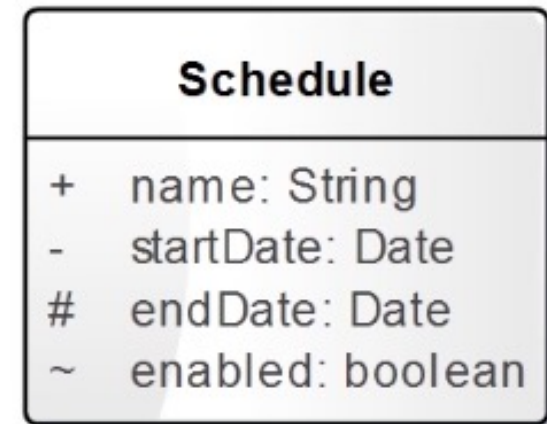 Schedule
+ name: String
- startDate: Date
# endDate: Date
~ enabled: boolean